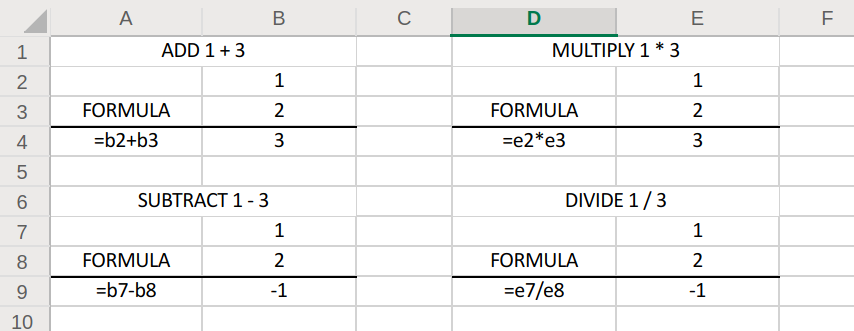 A B C D E F
1 ADD 1 + 3 MULTIPLY 1 * 3
2 1 1
3 FORMULA 2 FORMULA 2
4 =b2+b3 3 =e2*e3 3
5
6 SUBTRACT 1 - 3 DIVIDE 1 / 3
7 1 1
8 FORMULA 2 FORMULA 2
9 =b7-b8 -1 =e7/e8 -1
10